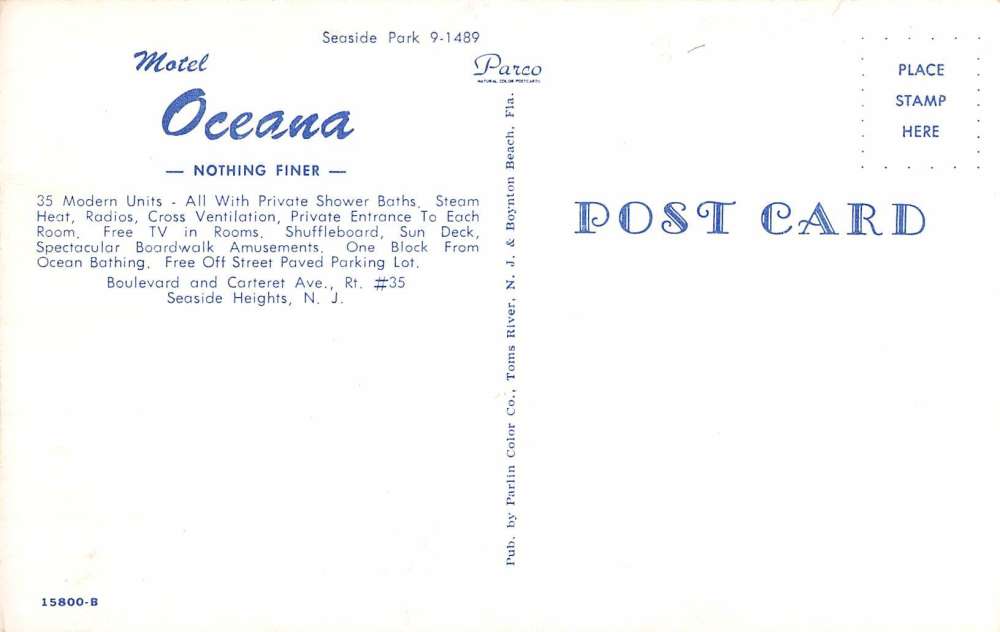 Seaside Park 9-1489
Motel
Oceana
— NOTHING FINER —
35 Modern Units - All With Private Shower Baths. Steam
Heat, Radios, Cross Ventilation, Private Entrance To Each
Room. Free TV in Rooms. Shuffleboard, Sun Deck,
Spectacular Boardwalk Amusements. One Block From
Ocean Bathing. Free Off Street Paved Parking Lot.
Boulevard and Carteret Ave., Rt. #35
Seaside Heights, N. J.
15800-B
Parco
NATURAL COLOR POSTCARDS
Pub. by Parlin Color Co., Toms River, N. J. & Boynton Beach, Fla.
PLACE
STAMP
HERE
POST CARD